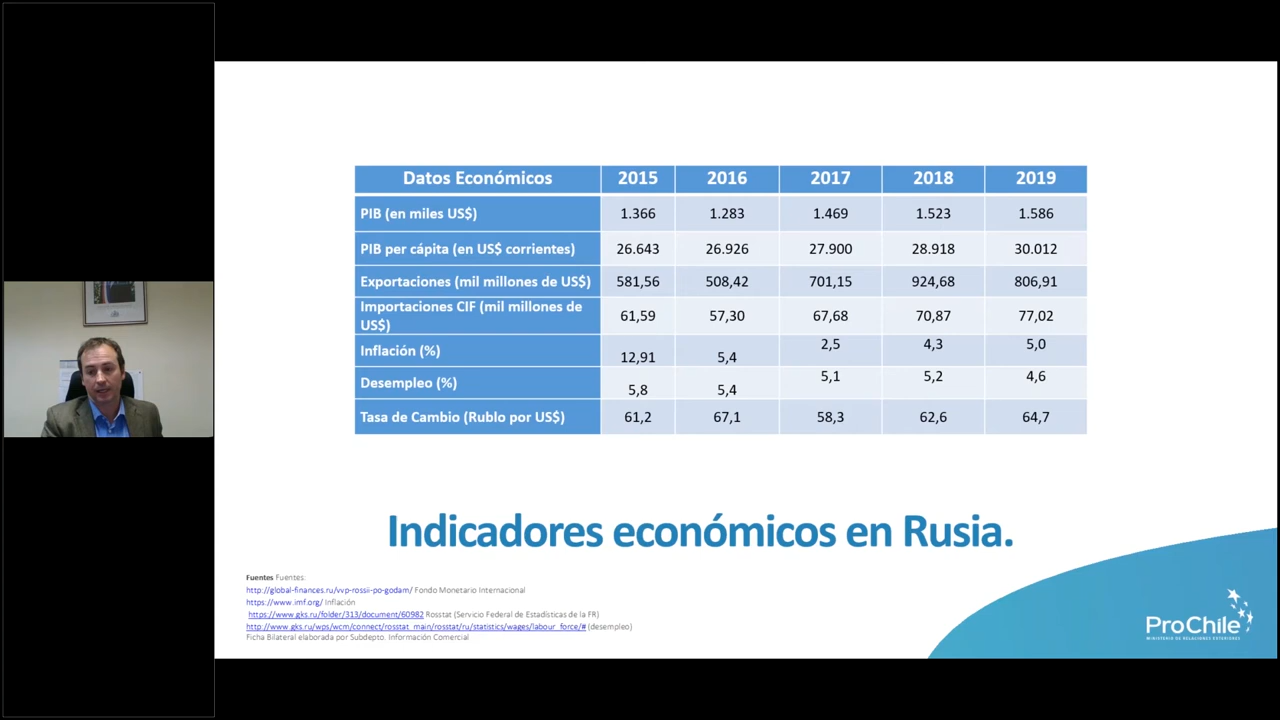 Datos Económicos 2015 2016 2017 2018 2019
PIB (en miles US$) 1.366 1.283 1.469 1.523 1.586
PIB per cápita (en US$ corrientes) 26.643 26.926 27.900 28.918 30.012
Exportaciones (mil millones de US$) 581,56 508,42 701,15 924,68 806,91
Importaciones CIF (mil millones de
US$) 61,59 57,30 67,68 70,87 77,02
Inflación (%) 12,91 5,4 2,5 4,3 5,0
Desempleo (%) 5,8 5,4 5,1 5,2 4,6
Tasa de Cambio (Rublo por US$) 61,2 67,1 58,3 62,6 64,7
Indicadores económicos en Rusia.
Fuentes Fuentes:
http://global-finances.ru/vvp-rossii-po-godam/ Fondo Monetario Internacional
https://www.imf.org/ Inflación
https://www.gks.ru/folder/313/document/60982 Rosstat (Servicio Federal de Estadísticas de la FR)
http://www.gks.ru/wps/wcm/connect/rosstat_main/rosstat/ru/statistics/wages/labour_force/# (desempleo)
Ficha Bilateral elaborada por Subdepto. Información Comercial
ProChile
MINISTERIO DE RELACIONES EXTERIORES